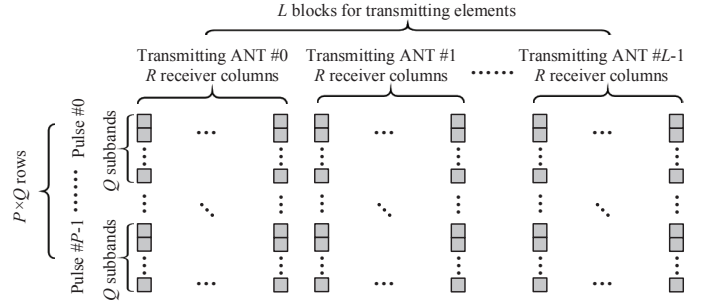 L blocks for transmitting elements
Transmitting ANT #0
R receiver columns
Transmitting ANT #1
R receiver columns
......
Transmitting ANT #L-1
R receiver columns
P×Q rows
Pulse #0
......
Pulse #P-1
Q subbands
Q subbands